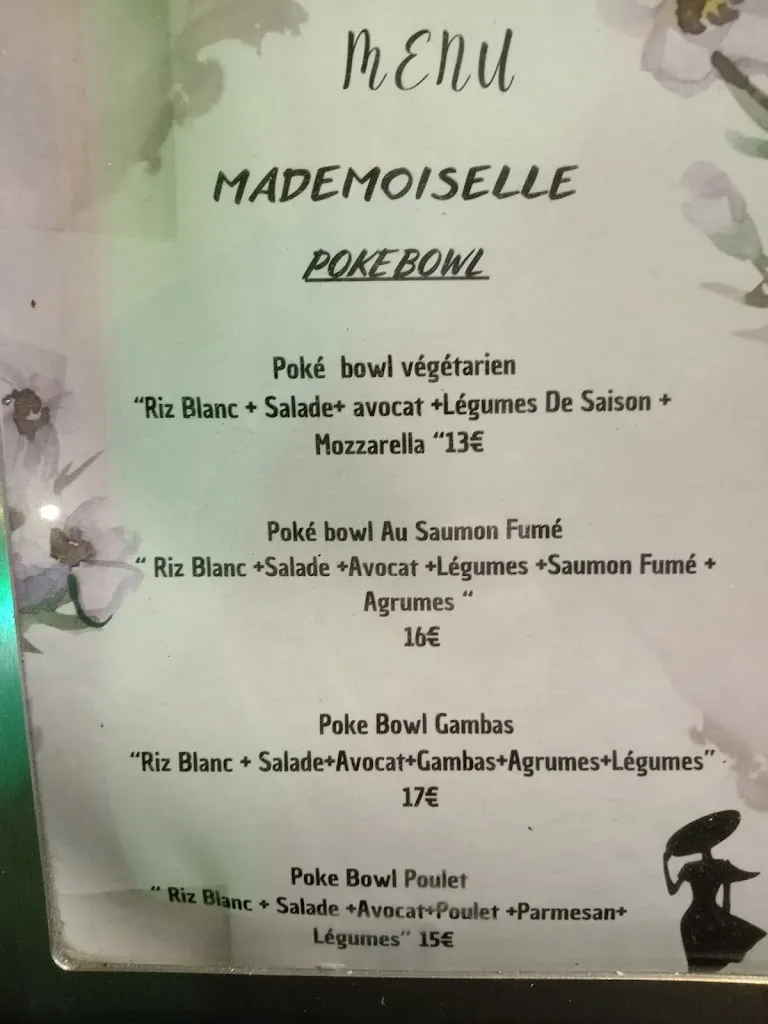 MENU
MADEMOISELLE
POKEBOWL
Poké bowl végétarien
“Riz Blanc + Salade+ avocat +Légumes De Saison +
Mozzarella “13€
Poké bowl Au Saumon Fumé
“ Riz Blanc +Salade +Avocat +Légumes +Saumon Fumé +
Agrumes “
16€
Poke Bowl Gambas
“Riz Blanc + Salade+Avocat+Gambas+Agrumes+Légumes”
17€
Poke Bowl Poulet
“ Riz Blanc + Salade +Avocat+Poulet +Parmesan+
Légumes” 15€